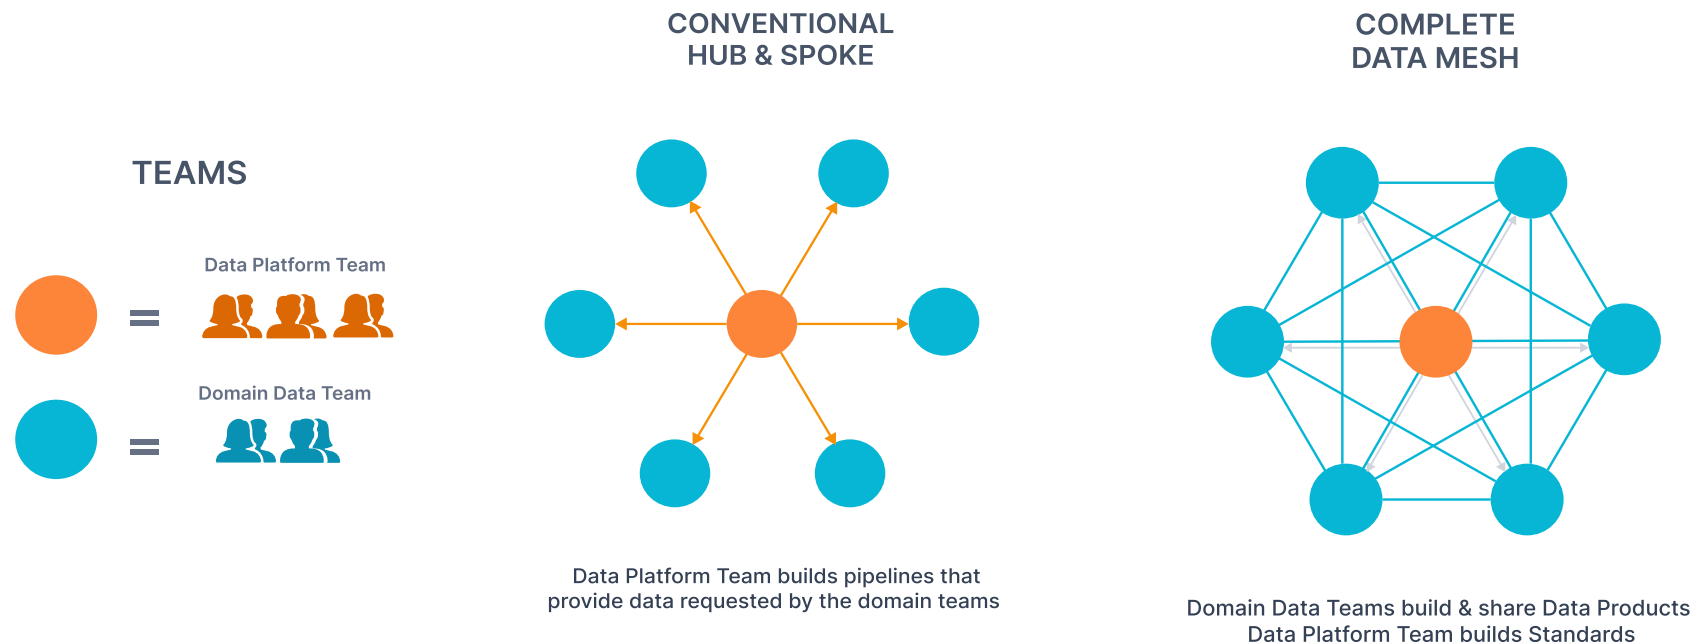 TEAMS
Data Platform Team
Domain Data Team
CONVENTIONAL
HUB & SPOKE
Data Platform Team builds pipelines that
provide data requested by the domain teams
COMPLETE
DATA MESH
Domain Data Teams build & share Data Products
Data Platform Team builds Standards